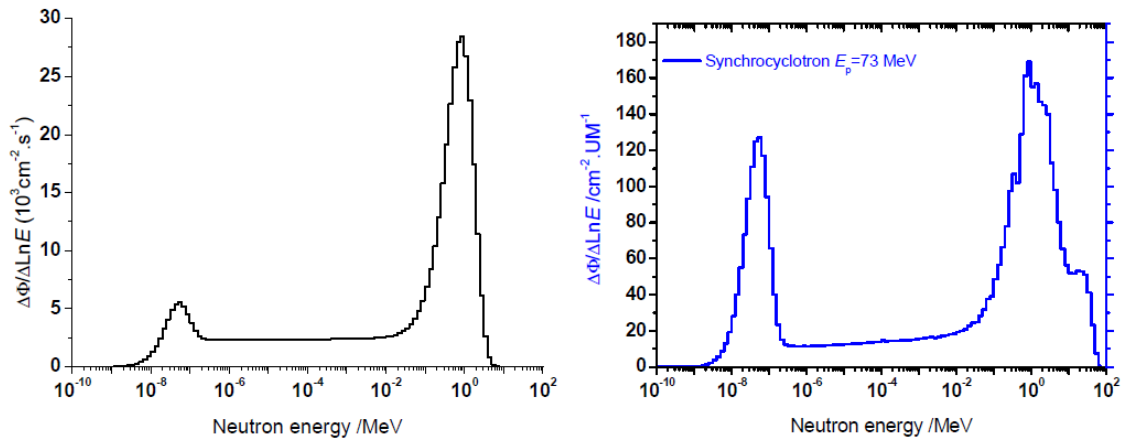 30
25
20
15
10
5
0
ΔΦ/ΔLnE (10³cm⁻².s⁻¹)
10⁻¹⁰ 10⁻⁸ 10⁻⁶ 10⁻⁴ 10⁻² 10⁰ 10²
Neutron energy /MeV
Synchrocyclotron Eₚ=73 MeV
180
160
140
120
100
80
60
40
20
0
ΔΦ/ΔLnE /cm⁻².UM⁻¹
10⁻¹⁰ 10⁻⁸ 10⁻⁶ 10⁻⁴ 10⁻² 10⁰ 10²
Neutron energy /MeV